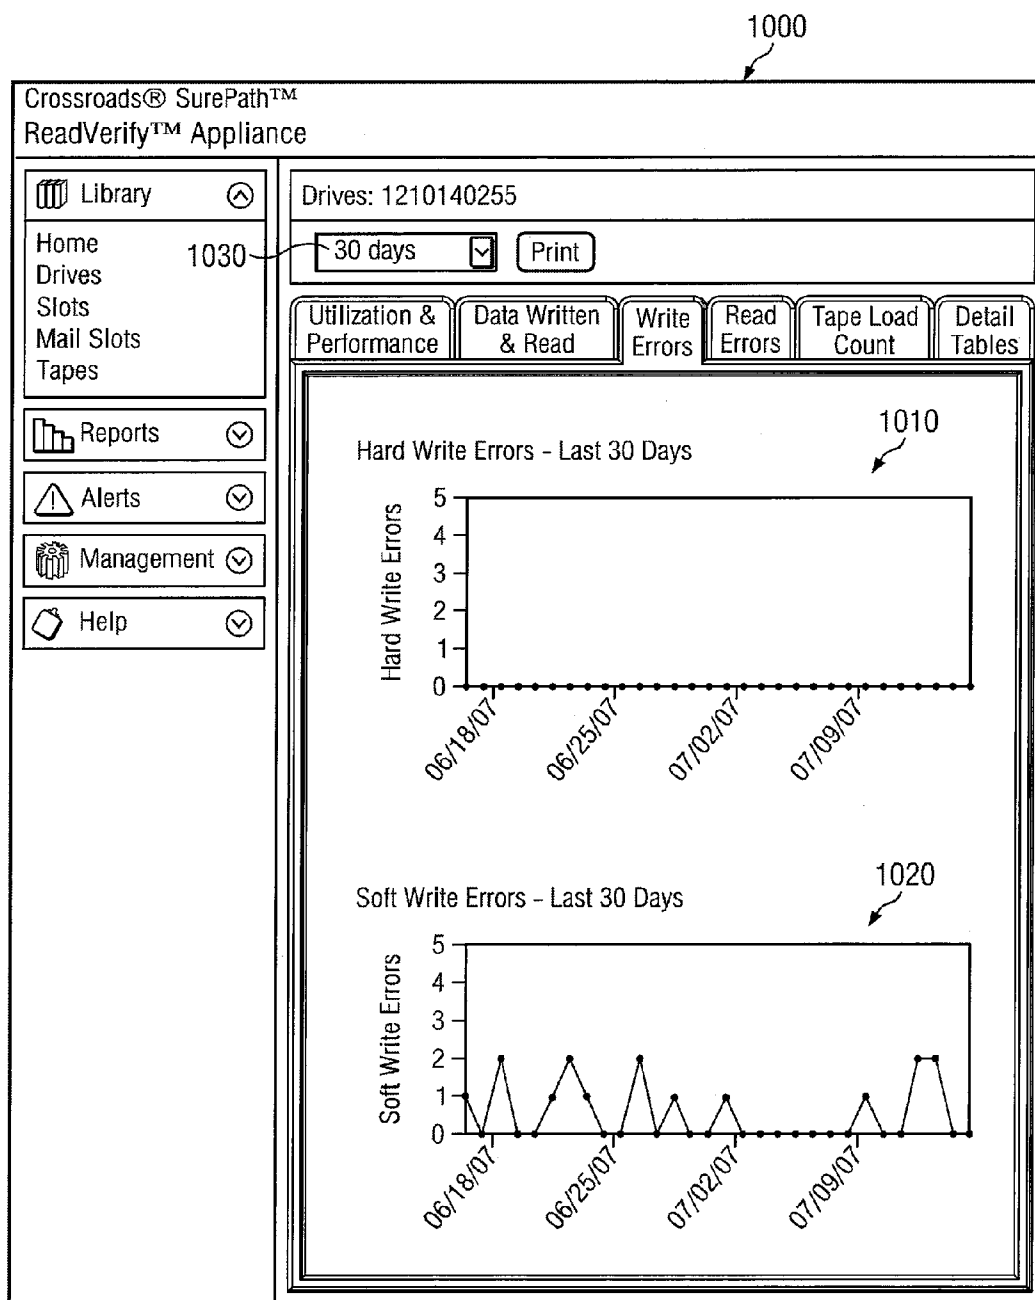 1000
Crossroads® SurePath™
ReadVerify™ Appliance
Library
Home
Drives
Slots
Mail Slots
Tapes
Reports
Alerts
Management
Help
Drives: 1210140255
1030
30 days
Print
Utilization &
Performance
Data Written
& Read
Write
Errors
Read
Errors
Tape Load
Count
Detail
Tables
1010
Hard Write Errors - Last 30 Days
Hard Write Errors
5
4
3
2
1
0
06/18/07
06/25/07
07/02/07
07/09/07
1020
Soft Write Errors - Last 30 Days
Soft Write Errors
5
4
3
2
1
0
06/18/07
06/25/07
07/02/07
07/09/07